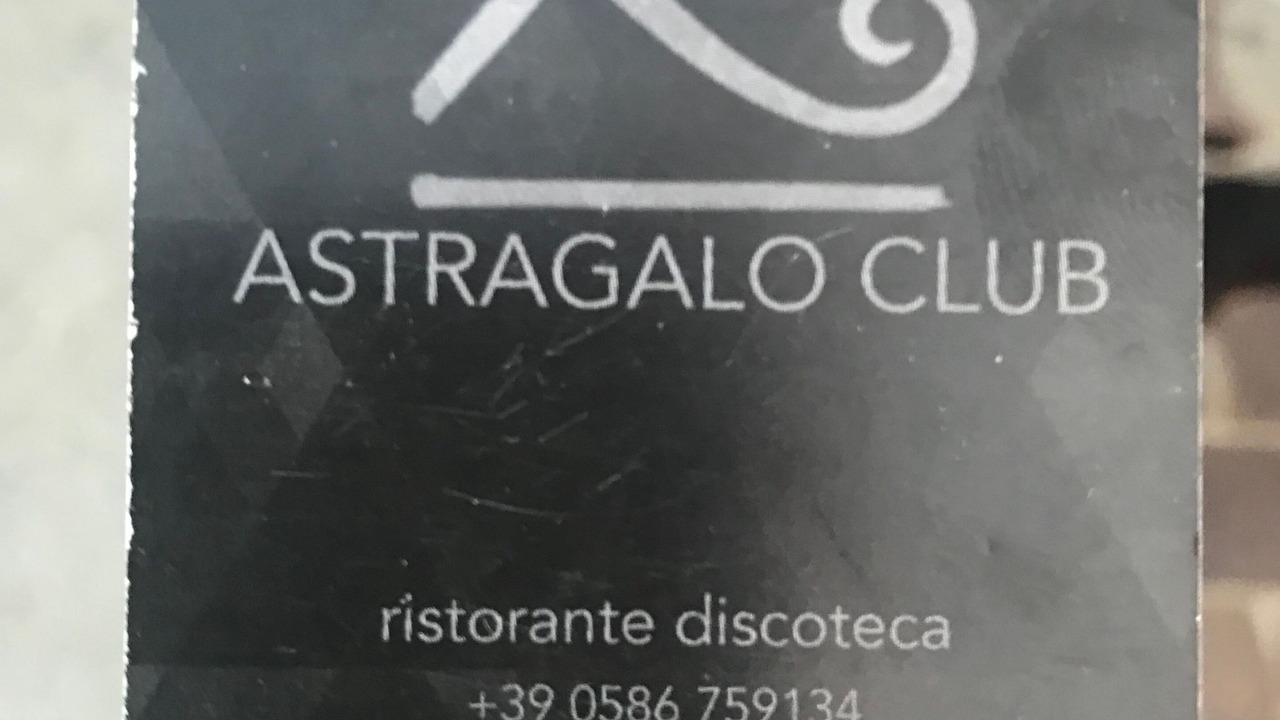 ASTRAGALO CLUB
ristorante discoteca
+39 0586 759134